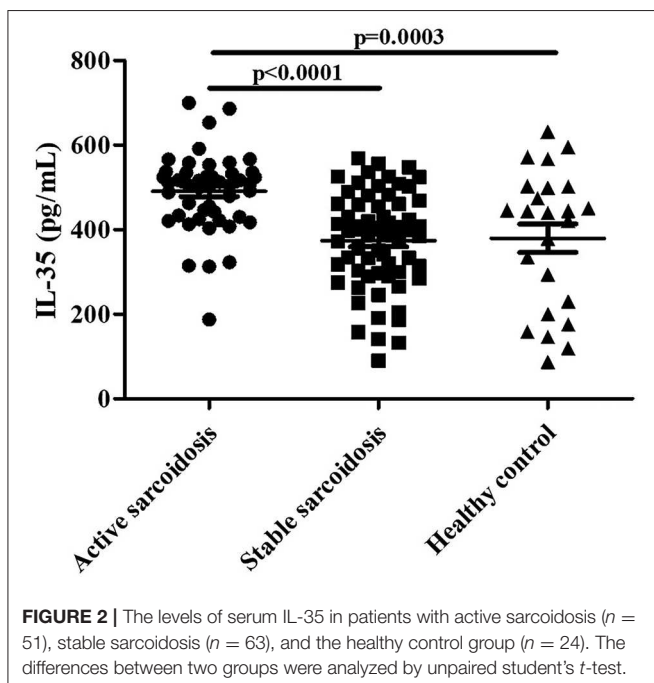 p=0.0003
p<0.0001
800
600
400
200
0
IL-35 (pg/mL)
Active sarcoidosis
Stable sarcoidosis
Healthy control
FIGURE 2 | The levels of serum IL-35 in patients with active sarcoidosis (n =
51), stable sarcoidosis (n = 63), and the healthy control group (n = 24). The
differences between two groups were analyzed by unpaired student's t-test.